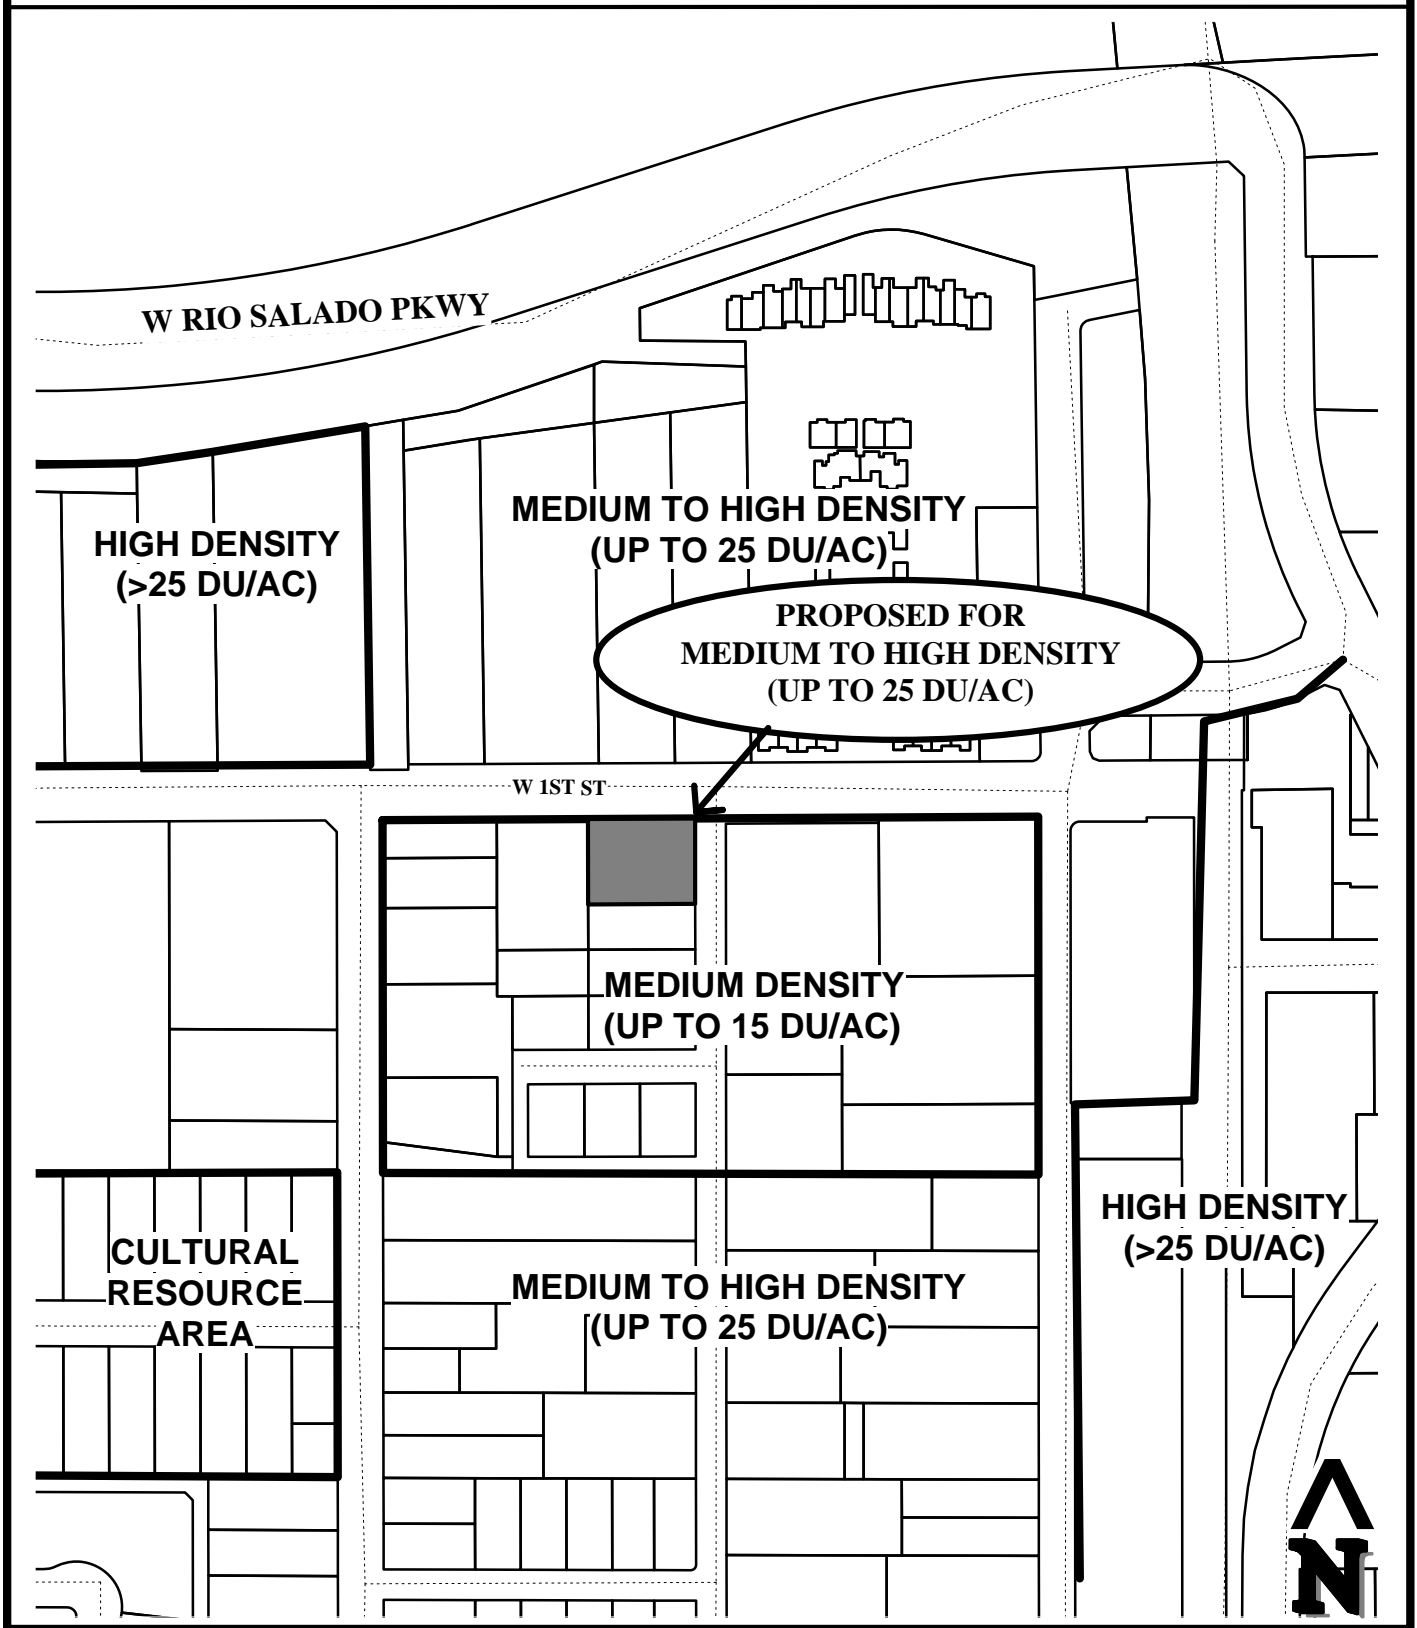 W RIO SALADO PKWY
HIGH DENSITY
(>25 DU/AC)
MEDIUM TO HIGH DENSITY
(UP TO 25 DU/AC)
PROPOSED FOR
MEDIUM TO HIGH DENSITY
(UP TO 25 DU/AC)
W 1ST ST
MEDIUM DENSITY
(UP TO 15 DU/AC)
HIGH DENSITY
(>25 DU/AC)
CULTURAL
RESOURCE
AREA
MEDIUM TO HIGH DENSITY
(UP TO 25 DU/AC)
N